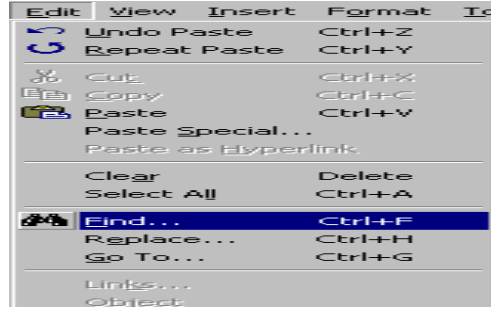 Edit View Insert Format To
Undo Paste Ctrl+Z
Repeat Paste Ctrl+Y
Cut Ctrl+X
Copy Ctrl+C
Paste Ctrl+V
Paste Special...
Paste as Hyperlink
Clear Delete
Select All Ctrl+A
Find... Ctrl+F
Replace... Ctrl+H
Go To... Ctrl+G
Links...
Object